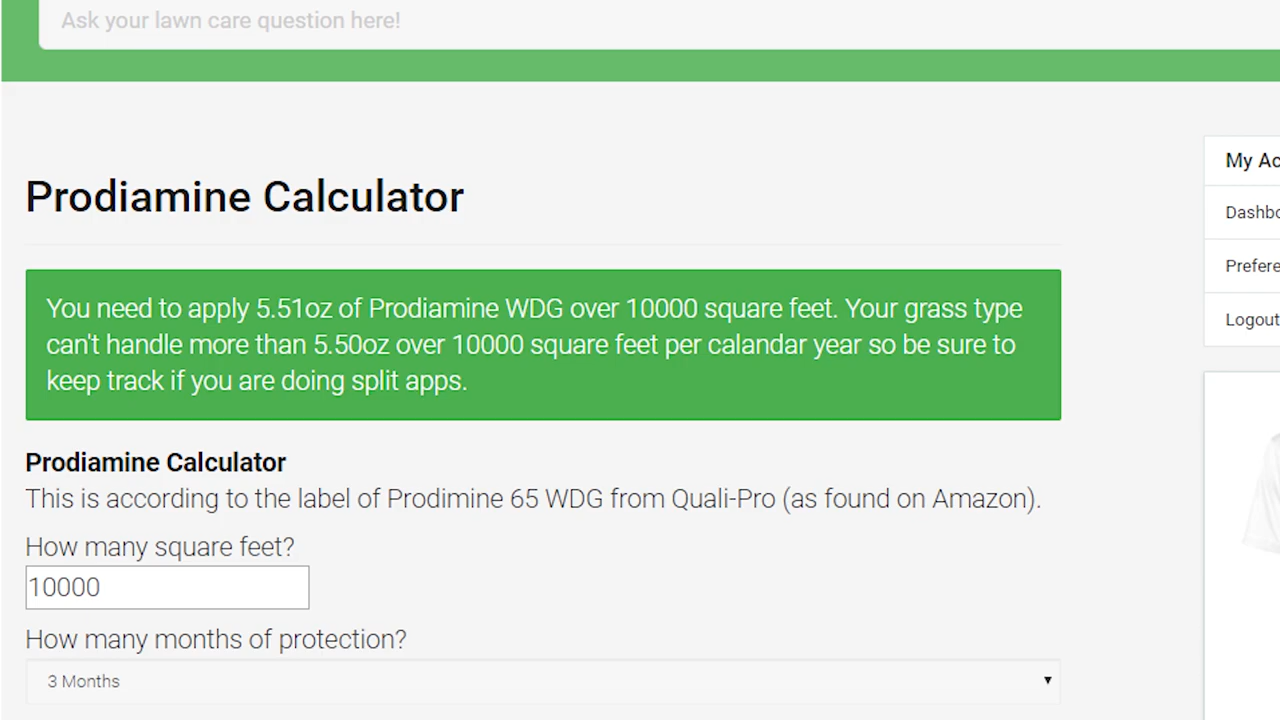 Ask your lawn care question here!
Prodiamine Calculator
You need to apply 5.51oz of Prodiamine WDG over 10000 square feet. Your grass type
can't handle more than 5.50oz over 10000 square feet per calandar year so be sure to
keep track if you are doing split apps.
Prodiamine Calculator
This is according to the label of Prodimine 65 WDG from Quali-Pro (as found on Amazon).
How many square feet?
10000
How many months of protection?
3 Months
My Ac
Dashbo
Prefere
Logout